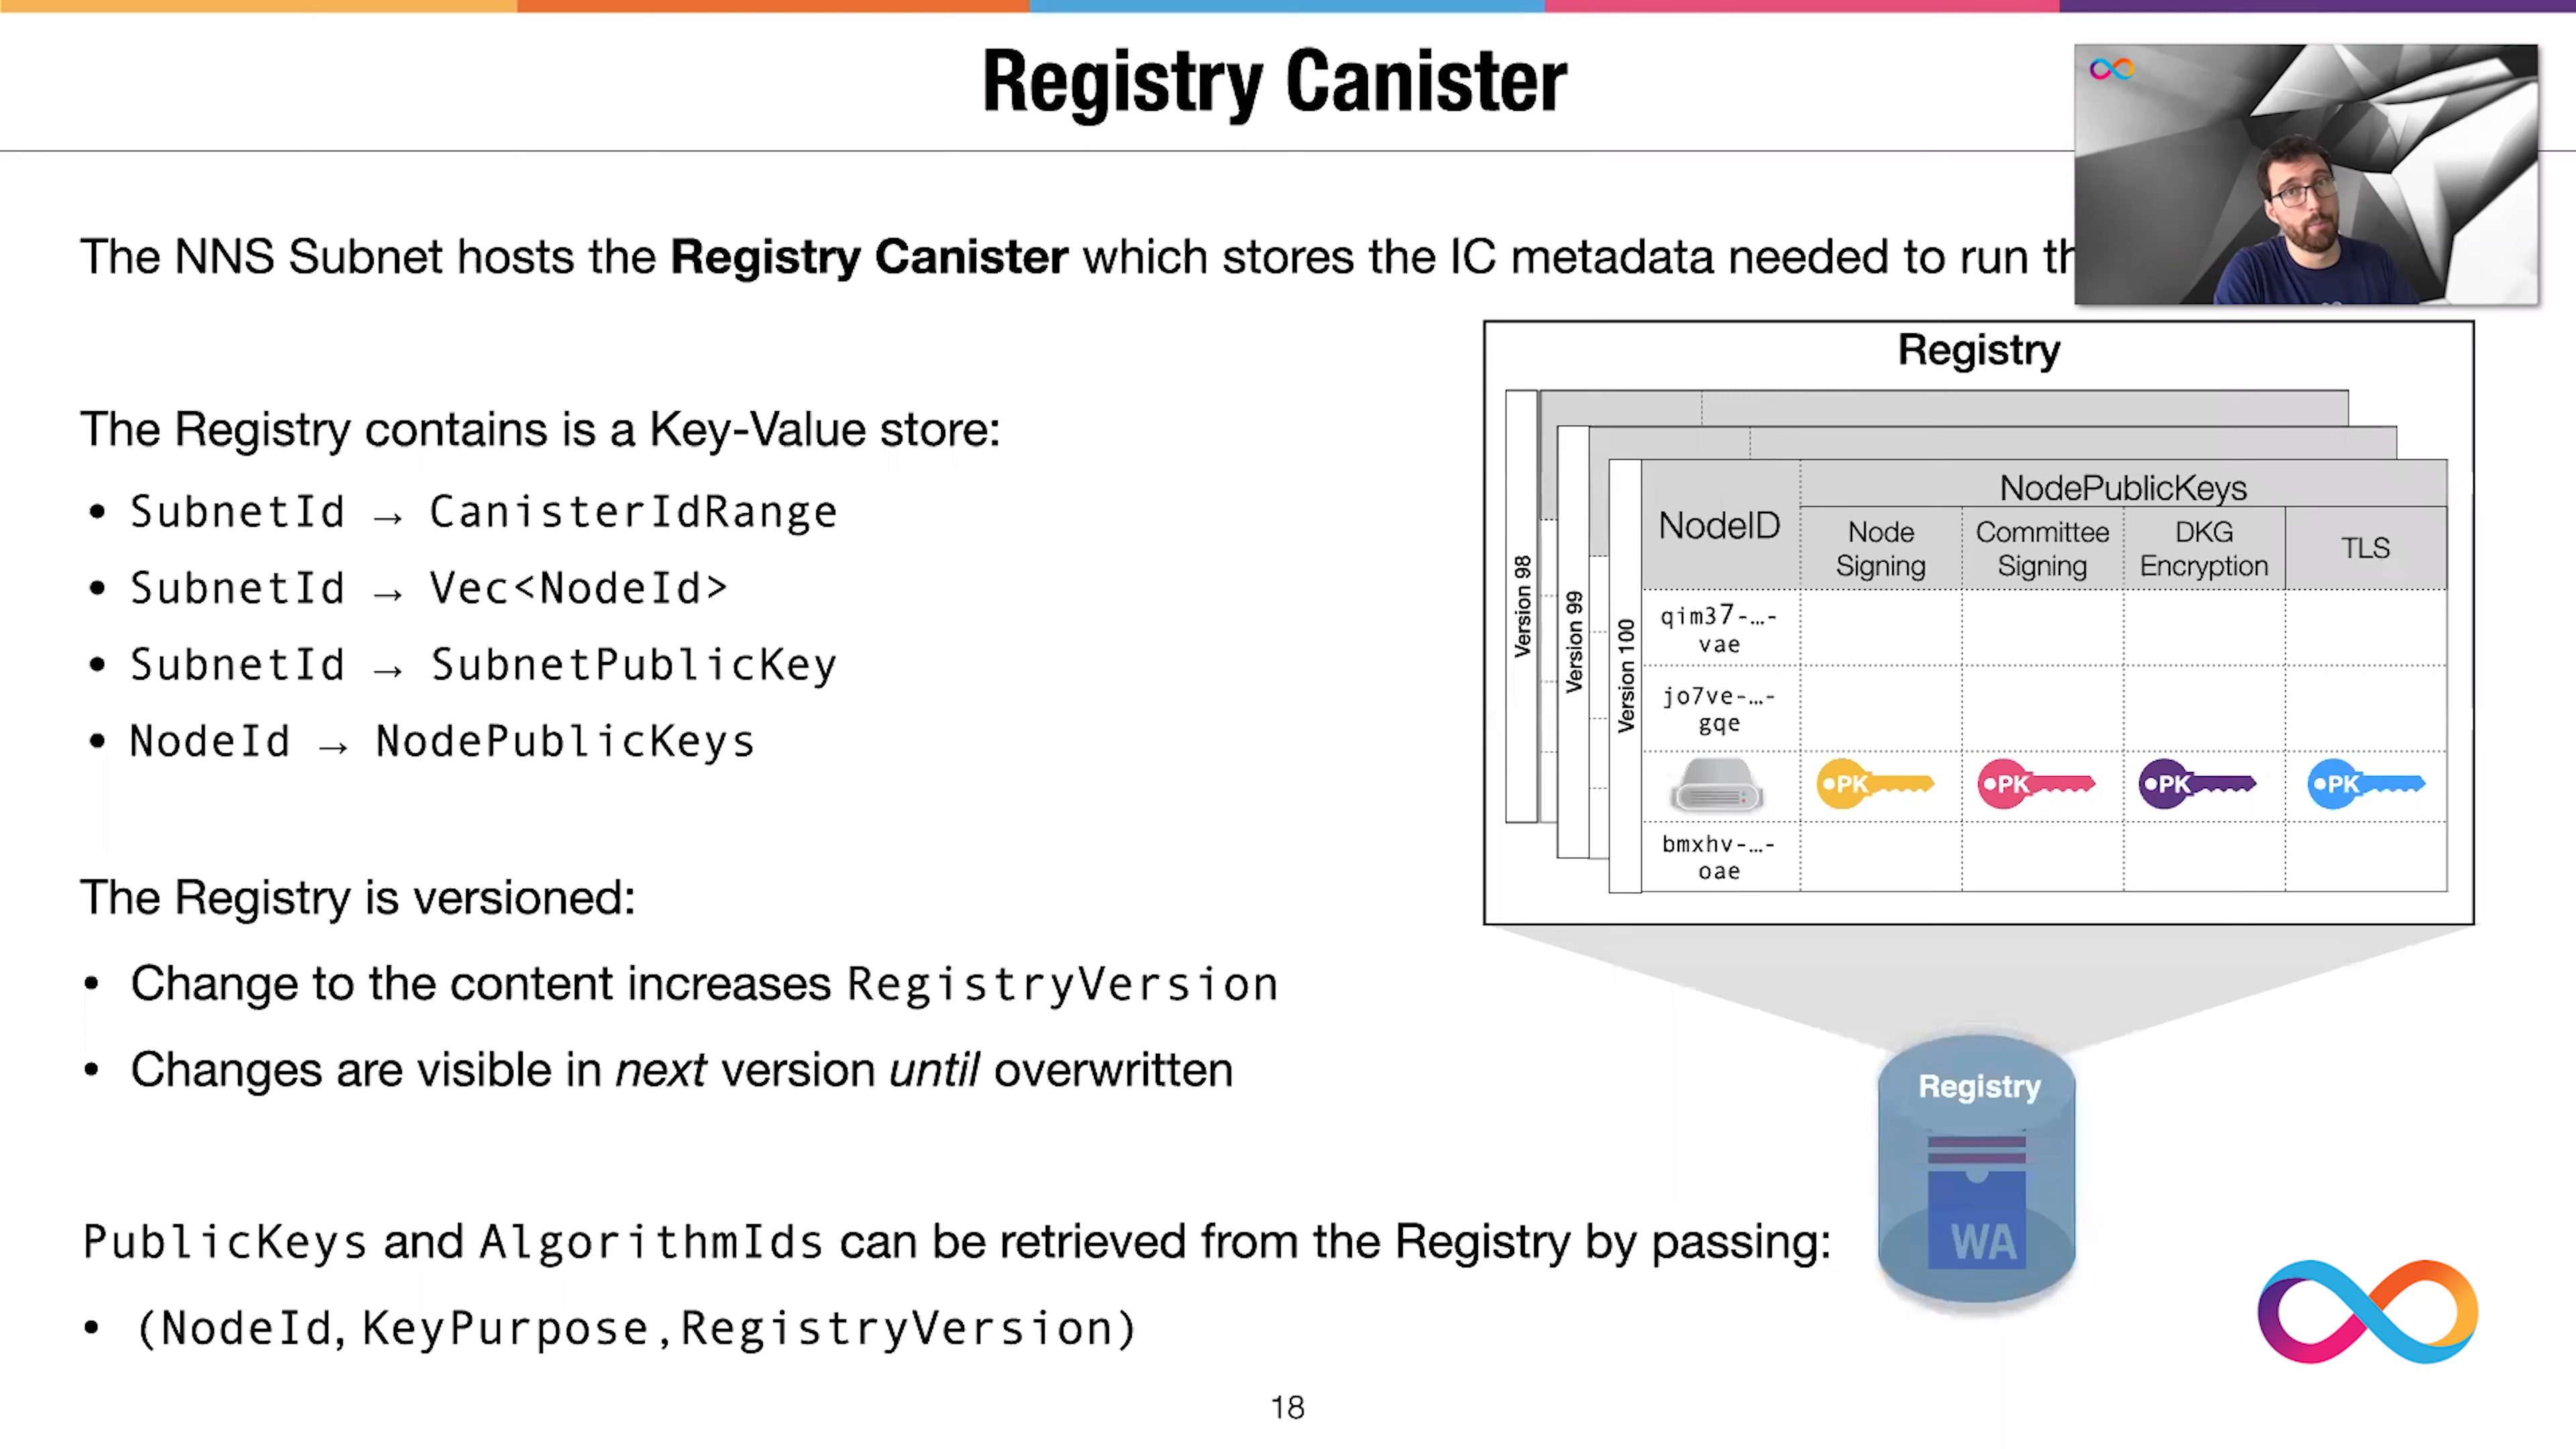 Registry Canister
The NNS Subnet hosts the Registry Canister which stores the IC metadata needed to run
The Registry contains is a Key-Value store:
• SubnetId → CanisterIdRange
• SubnetId → Vec<NodeId>
• SubnetId → SubnetPublicKey
• NodeId → NodePublicKeys
The Registry is versioned:
• Change to the content increases RegistryVersion
• Changes are visible in next version until overwritten
PublicKeys and AlgorithmIds can be retrieved from the Registry by passing:
• (NodeId, KeyPurpose,RegistryVersion)
Registry
Version 98
Version 99
Version 100
NodeID
NodePublicKeys
Node
Signing
Committee
Signing
DKG
Encryption
TLS
qim37-…-
vae
jo7ve-…-
gqe
PK PK PK PK
bmxhv-…-
oae
Registry
WA
18